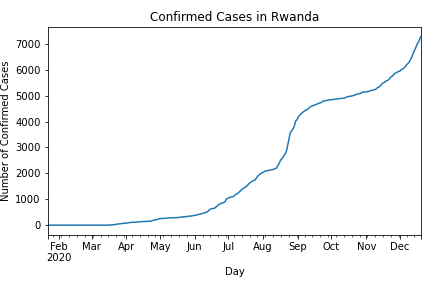 Confirmed Cases in Rwanda
Number of Confirmed Cases
7000
6000
5000
4000
3000
2000
1000
0
Feb Mar Apr May Jun Jul Aug Sep Oct Nov Dec
2020
Day